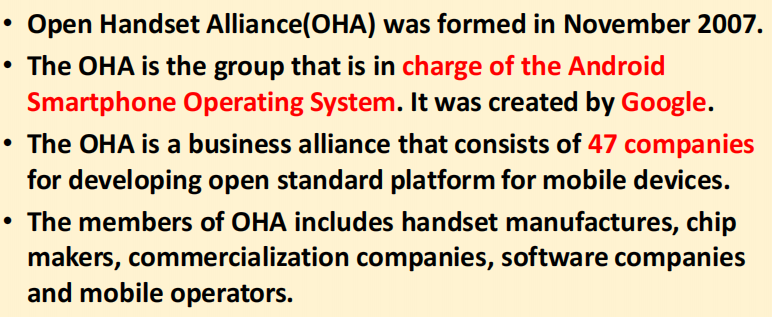 • Open Handset Alliance(OHA) was formed in November 2007.
• The OHA is the group that is in charge of the Android
Smartphone Operating System. It was created by Google.
• The OHA is a business alliance that consists of 47 companies
for developing open standard platform for mobile devices.
• The members of OHA includes handset manufactures, chip
makers, commercialization companies, software companies
and mobile operators.